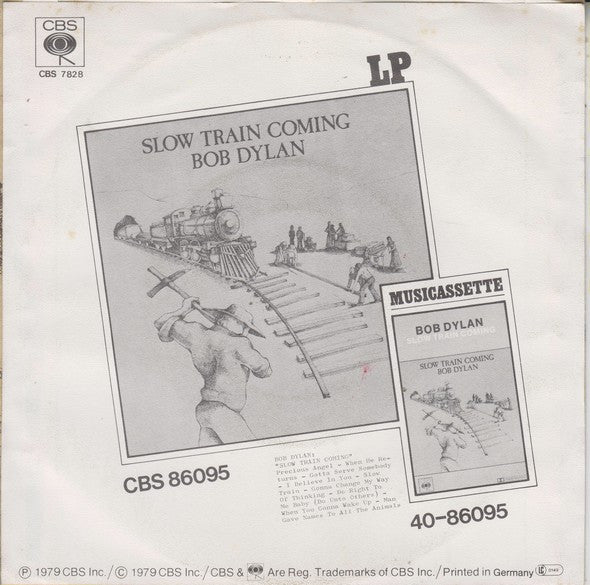 CBS
CBS 7828
LP
SLOW TRAIN COMING
BOB DYLAN
MUSICASSETTE
BOB DYLAN
SLOW TRAIN COMING
SLOW TRAIN COMING
BOB DYLAN
CBS 86095
BOB DYLAN:
"SLOW TRAIN COMING"
Precious Angel - When He Re-
turns - Gotta Serve Somebody
- I Believe In You - Slow
Train - Gonna Change My Way
Of Thinking - Do Right To
Me Baby (Do Unto Others) -
When You Gonna Wake Up - Man
Gave Names To All The Animals
40-86095
Ⓟ 1979 CBS Inc./Ⓒ 1979 CBS Inc./CBS & Are Reg. Trademarks of CBS Inc./Printed in Germany